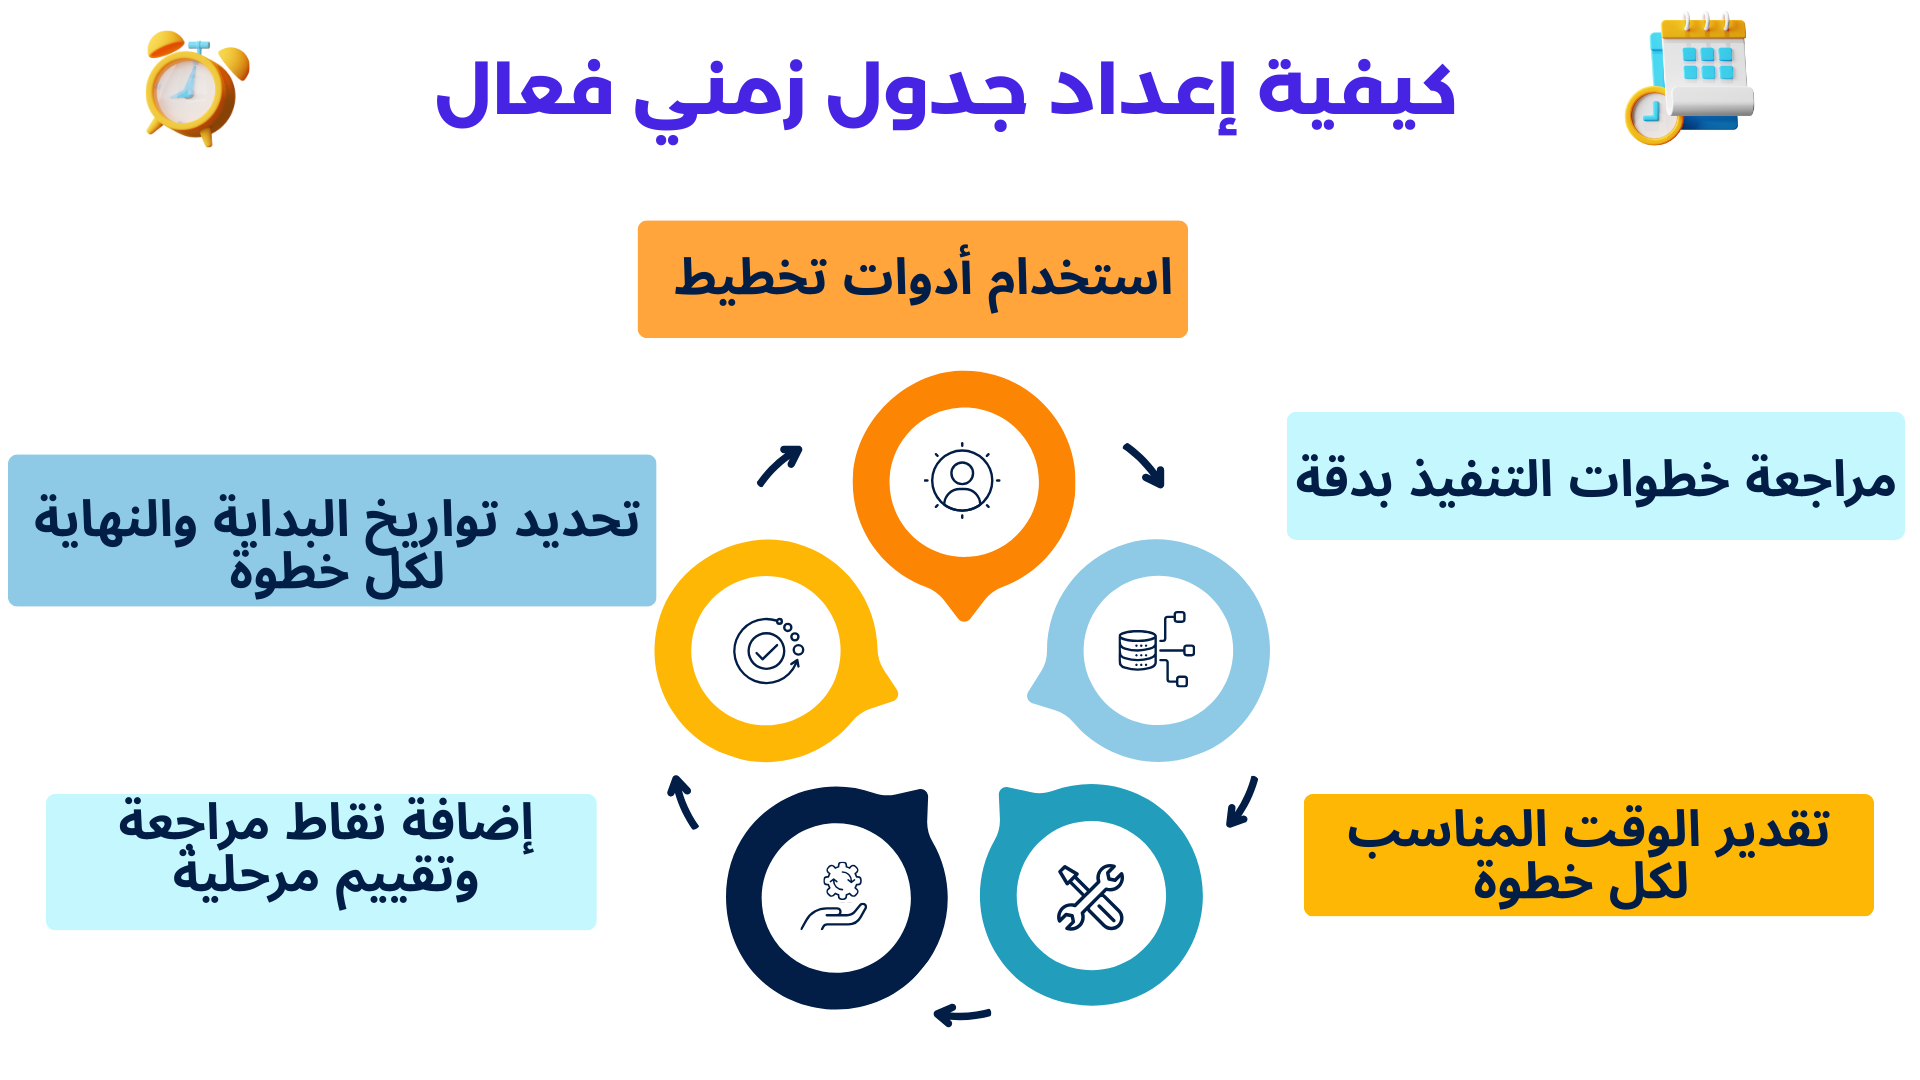 كيفية إعداد جدول زمني فعال
استخدام أدوات تخطيط
مراجعة خطوات التنفيذ بدقة
تحديد تواريخ البداية والنهاية
لكل خطوة
تقدير الوقت المناسب
لكل خطوة
إضافة نقاط مراجعة
وتقييم مرحلية